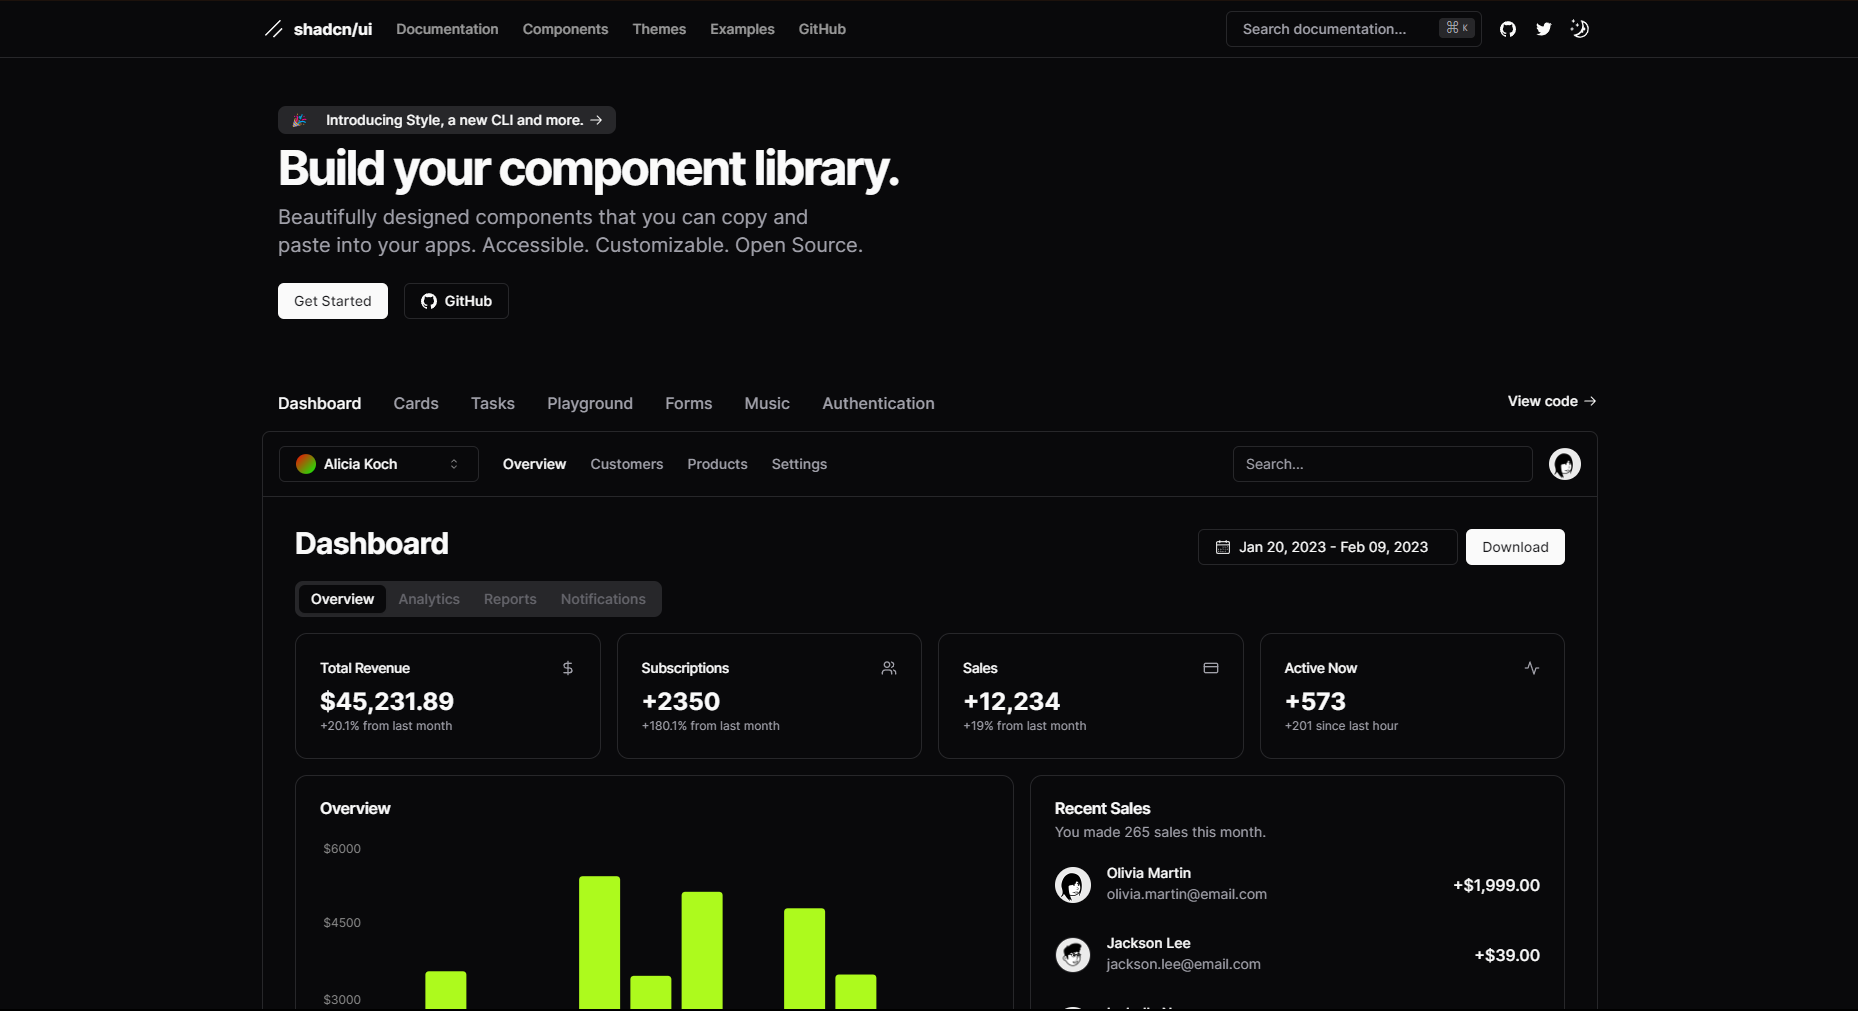 shadcn/ui Documentation Components Themes Examples GitHub Search documentation... ⌘ K
Introducing Style, a new CLI and more. →
Build your component library.
Beautifully designed components that you can copy and
paste into your apps. Accessible. Customizable. Open Source.
Get Started GitHub
Dashboard Cards Tasks Playground Forms Music Authentication View code →
Alicia Koch Overview Customers Products Settings Search...
Dashboard
Jan 20, 2023 - Feb 09, 2023 Download
Overview Analytics Reports Notifications
Total Revenue $
$45,231.89
+20.1% from last month
Subscriptions
+2350
+180.1% from last month
Sales
+12,234
+19% from last month
Active Now
+573
+201 since last hour
Overview
$6000
$4500
$3000
Recent Sales
You made 265 sales this month.
Olivia Martin
olivia.martin@email.com
+$1,999.00
Jackson Lee
jackson.lee@email.com
+$39.00